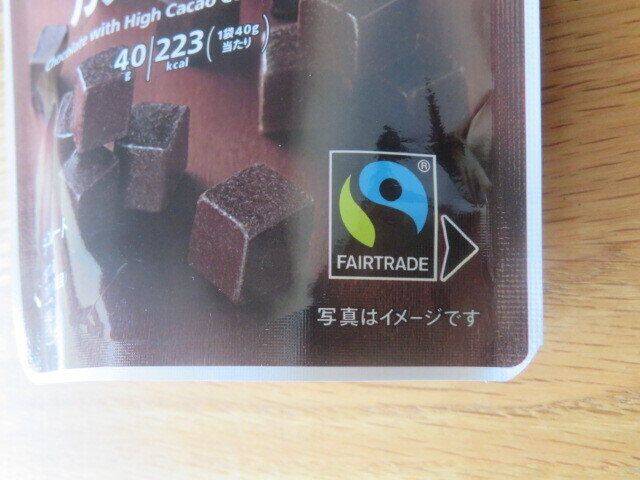 Chocolate with High Cacao
40g/223kcal(1袋40g当たり)
®
FAIRTRADE
写真はイメージです